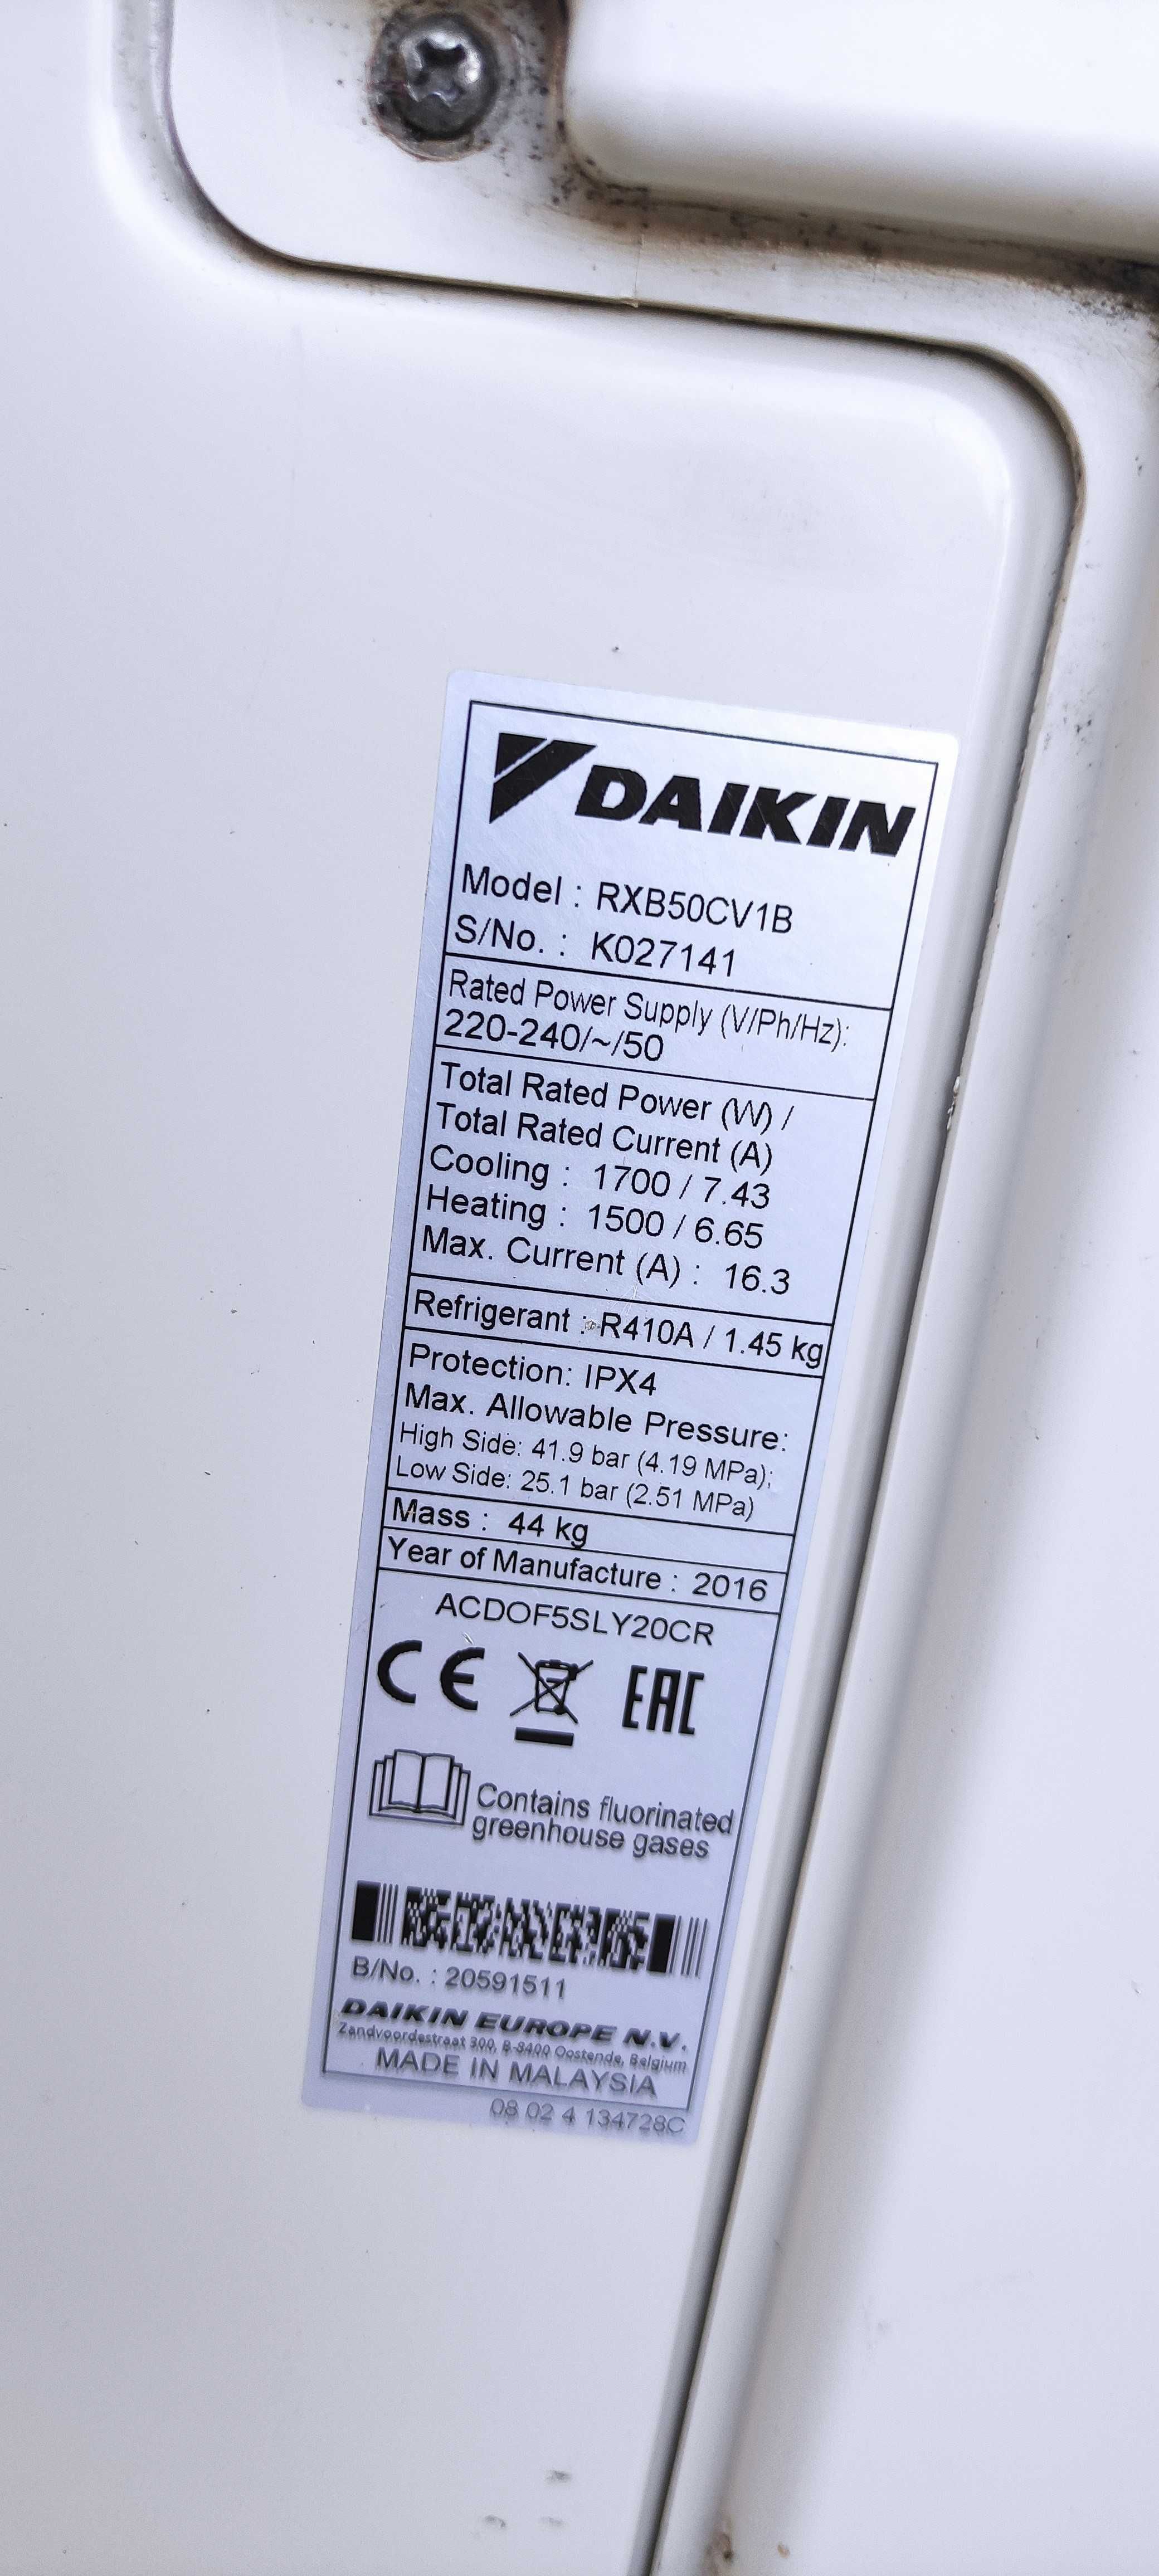 DAIKIN
Model : RXB50CV1B
S/No. : K027141
Rated Power Supply (V/Ph/Hz):
220-240/~/50
Total Rated Power (W) /
Total Rated Current (A)
Cooling : 1700 / 7.43
Heating : 1500 / 6.65
Max. Current (A) : 16.3
Refrigerant : R410A / 1.45 kg
Protection: IPX4
Max. Allowable Pressure:
High Side: 41.9 bar (4.19 MPa);
Low Side: 25.1 bar (2.51 MPa)
Mass : 44 kg
Year of Manufacture : 2016
ACDOF5SLY20CR
CE EAC
Contains fluorinated
greenhouse gases
B/No. : 20591511
DAIKIN EUROPE N.V.
Zandvoordestraat 300, B-8400 Oostende, Belgium
MADE IN MALAYSIA
08 02 4 134728C